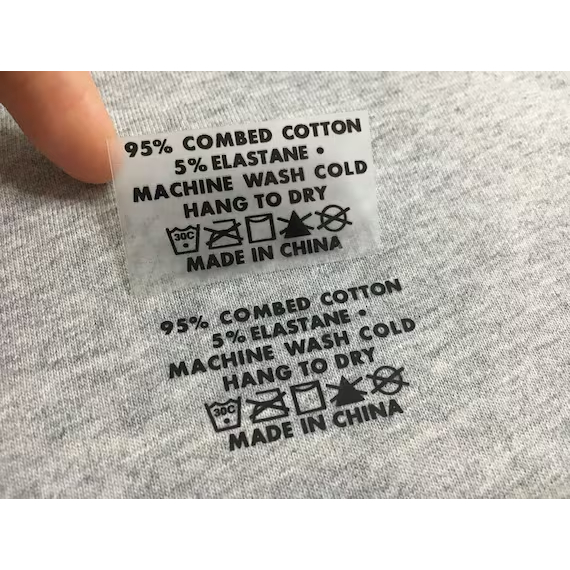 95% COMBED COTTON
5% ELASTANE •
MACHINE WASH COLD
HANG TO DRY
30C
MADE IN CHINA
95% COMBED COTTON
5% ELASTANE •
MACHINE WASH COLD
HANG TO DRY
30C
MADE IN CHINA